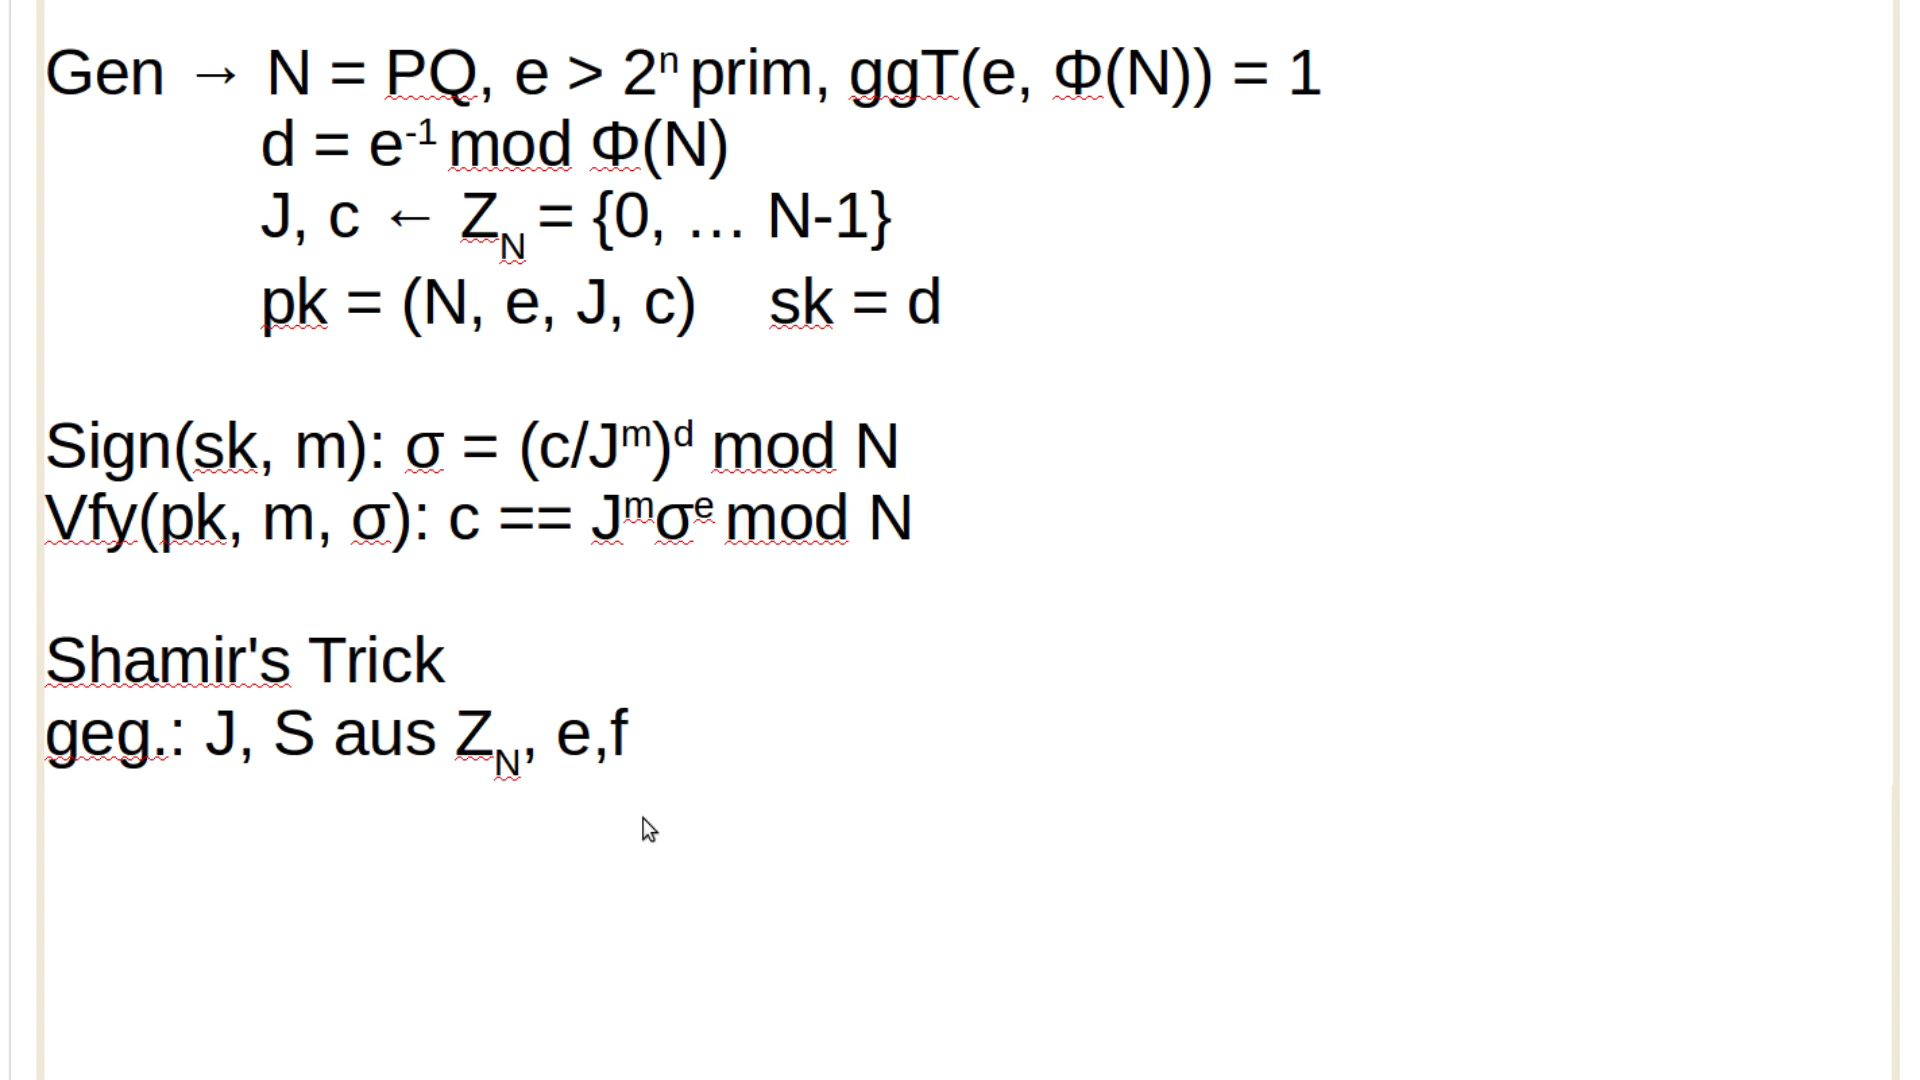 Gen → N = PQ, e > 2ⁿ prim, ggT(e, Φ(N)) = 1
d = e⁻¹ mod Φ(N)
J, c ← Z_N = {0, … N-1}
pk = (N, e, J, c) sk = d
Sign(sk, m): σ = (c/Jᵐ)ᵈ mod N
Vfy(pk, m, σ): c == Jᵐσᵉ mod N
Shamir's Trick
geg.: J, S aus Z_N, e,f